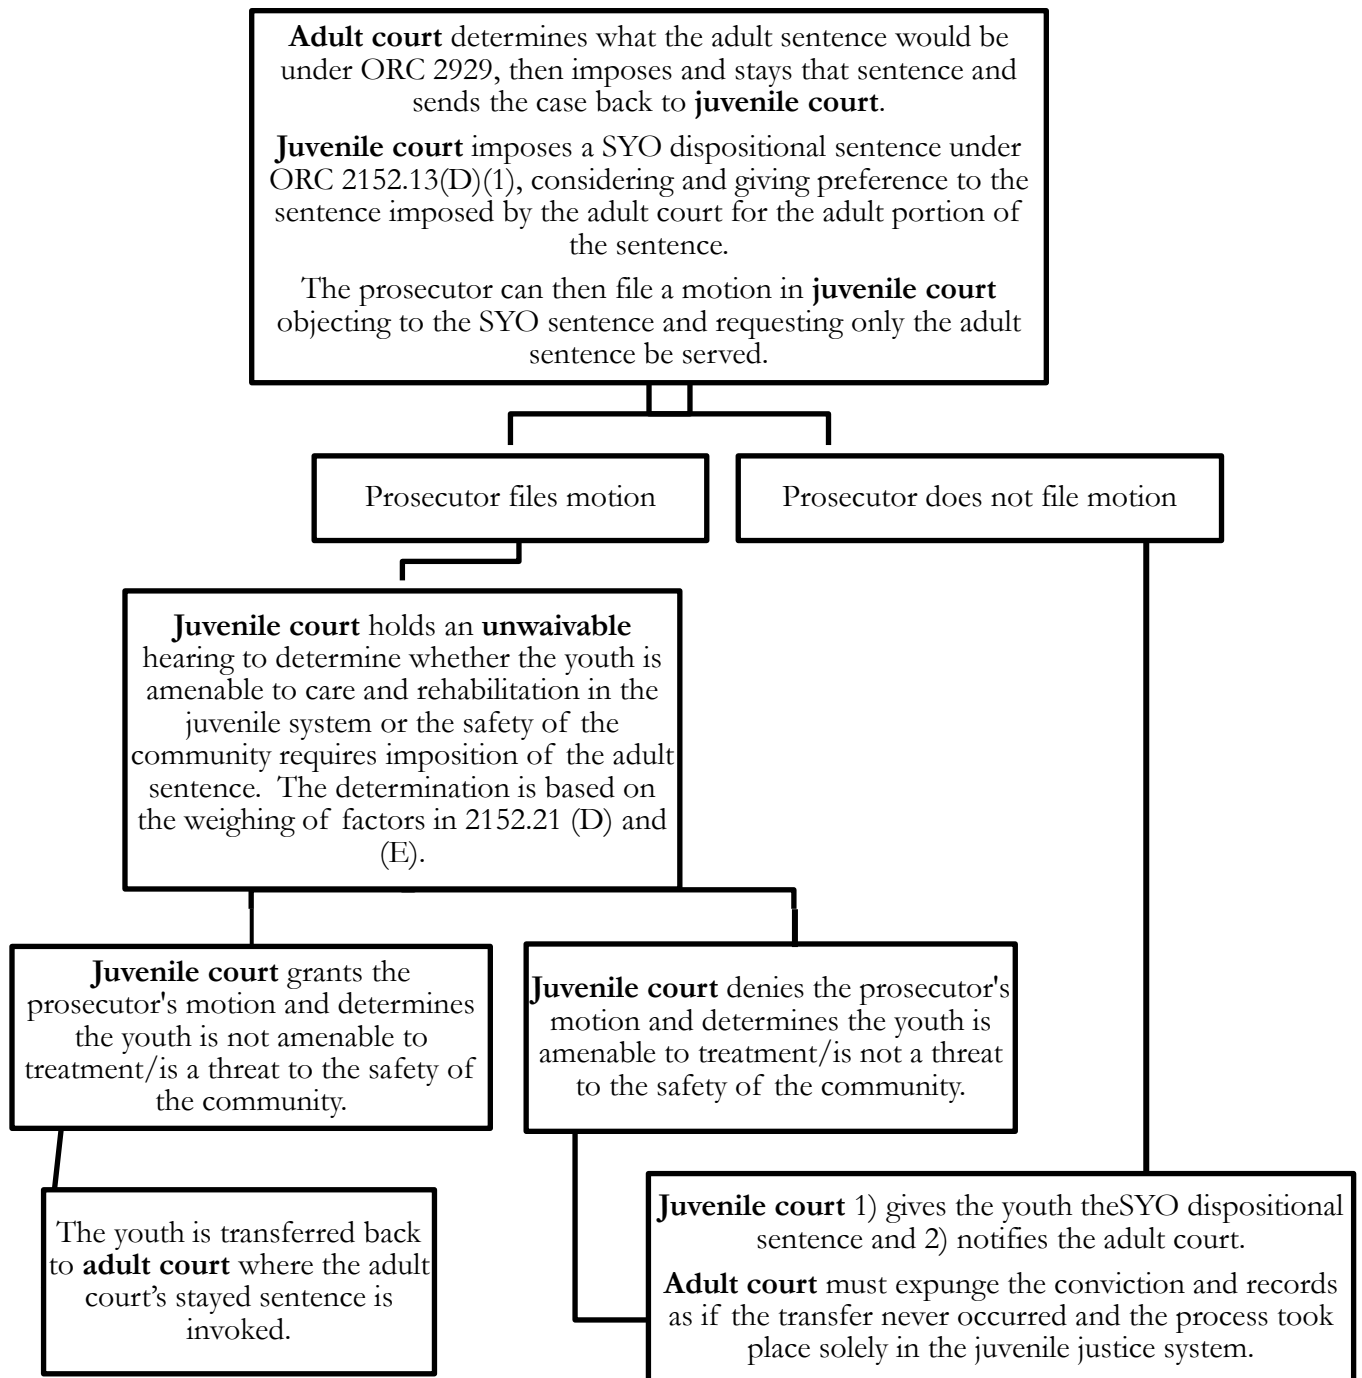 Adult court determines what the adult sentence would be
under ORC 2929, then imposes and stays that sentence and
sends the case back to juvenile court.
Juvenile court imposes a SYO dispositional sentence under
ORC 2152.13(D)(1), considering and giving preference to the
sentence imposed by the adult court for the adult portion of
the sentence.
The prosecutor can then file a motion in juvenile court
objecting to the SYO sentence and requesting only the adult
sentence be served.
Prosecutor files motion
Prosecutor does not file motion
Juvenile court holds an unwaivable
hearing to determine whether the youth is
amenable to care and rehabilitation in the
juvenile system or the safety of the
community requires imposition of the adult
sentence. The determination is based on
the weighing of factors in 2152.21 (D) and
(E).
Juvenile court grants the
prosecutor's motion and determines
the youth is not amenable to
treatment/is a threat to the safety of
the community.
Juvenile court denies the prosecutor's
motion and determines the youth is
amenable to treatment/is not a threat
to the safety of the community.
The youth is transferred back
to adult court where the adult
court’s stayed sentence is
invoked.
Juvenile court 1) gives the youth theSYO dispositional
sentence and 2) notifies the adult court.
Adult court must expunge the conviction and records
as if the transfer never occurred and the process took
place solely in the juvenile justice system.